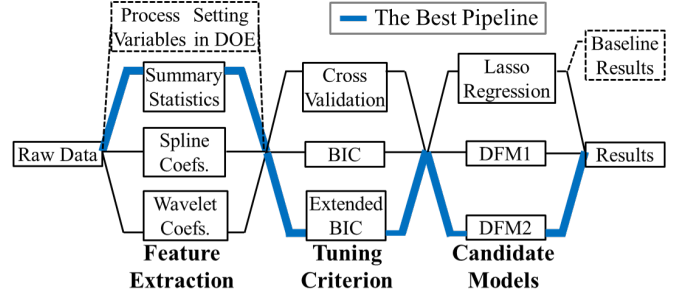 Process Setting
Variables in DOE
The Best Pipeline
Baseline
Results
Summary
Statistics
Cross
Validation
Lasso
Regression
Raw Data
Spline
Coefs.
BIC
DFM1
Results
Wavelet
Coefs.
Extended
BIC
DFM2
Feature
Extraction
Tuning
Criterion
Candidate
Models